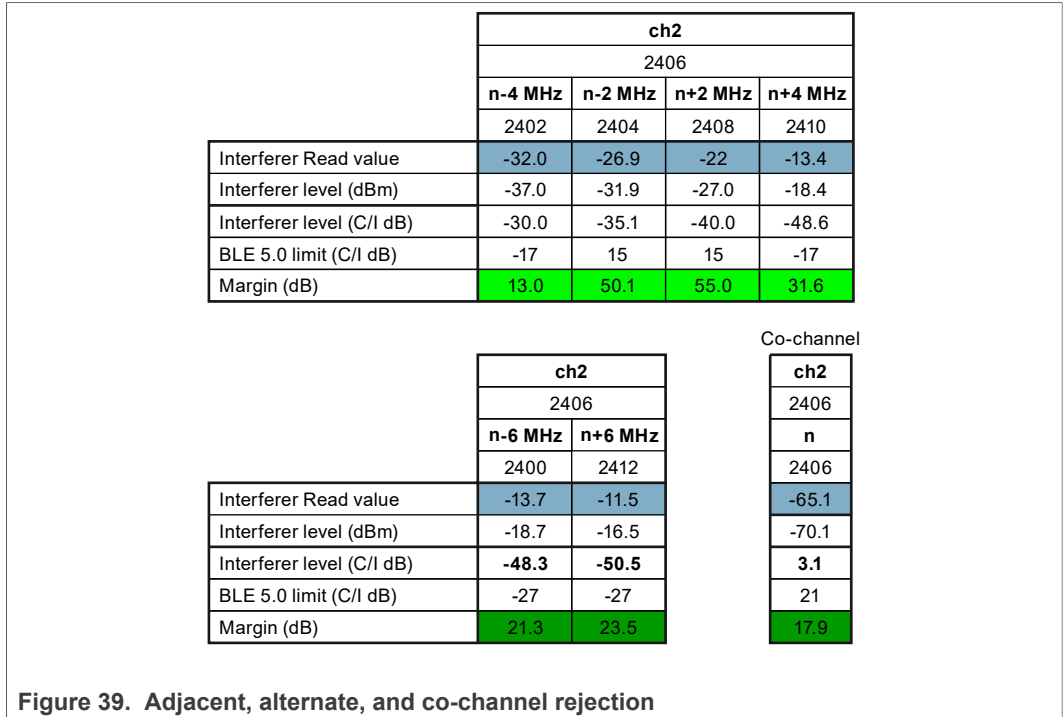 ch2
2406
n-4 MHz n-2 MHz n+2 MHz n+4 MHz
2402 2404 2408 2410
Interferer Read value -32.0 -26.9 -22 -13.4
Interferer level (dBm) -37.0 -31.9 -27.0 -18.4
Interferer level (C/I dB) -30.0 -35.1 -40.0 -48.6
BLE 5.0 limit (C/I dB) -17 15 15 -17
Margin (dB) 13.0 50.1 55.0 31.6
Co-channel
ch2 ch2
2406 2406
n-6 MHz n+6 MHz n
2400 2412 2406
Interferer Read value -13.7 -11.5 -65.1
Interferer level (dBm) -18.7 -16.5 -70.1
Interferer level (C/I dB) -48.3 -50.5 3.1
BLE 5.0 limit (C/I dB) -27 -27 21
Margin (dB) 21.3 23.5 17.9
Figure 39. Adjacent, alternate, and co-channel rejection